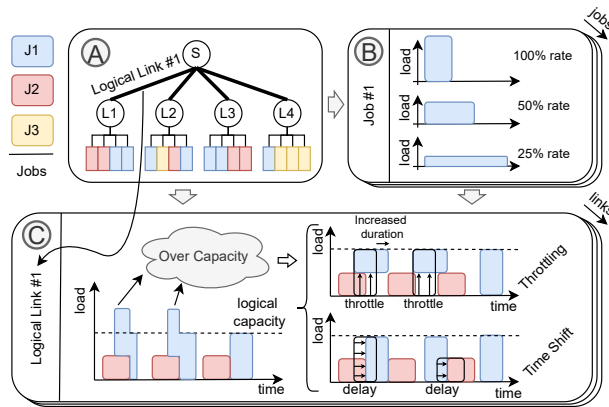 J1
J2
J3
Jobs
A
Logical Link #1
S
L1
L2
L3
L4
B
jobs
Job #1
load
100% rate
load
50% rate
load
25% rate
links
C
Logical Link #1
Over Capacity
load
logical
capacity
time
Increased
duration
load
throttle
throttle
time
Throttling
load
delay
delay
time
Time Shift